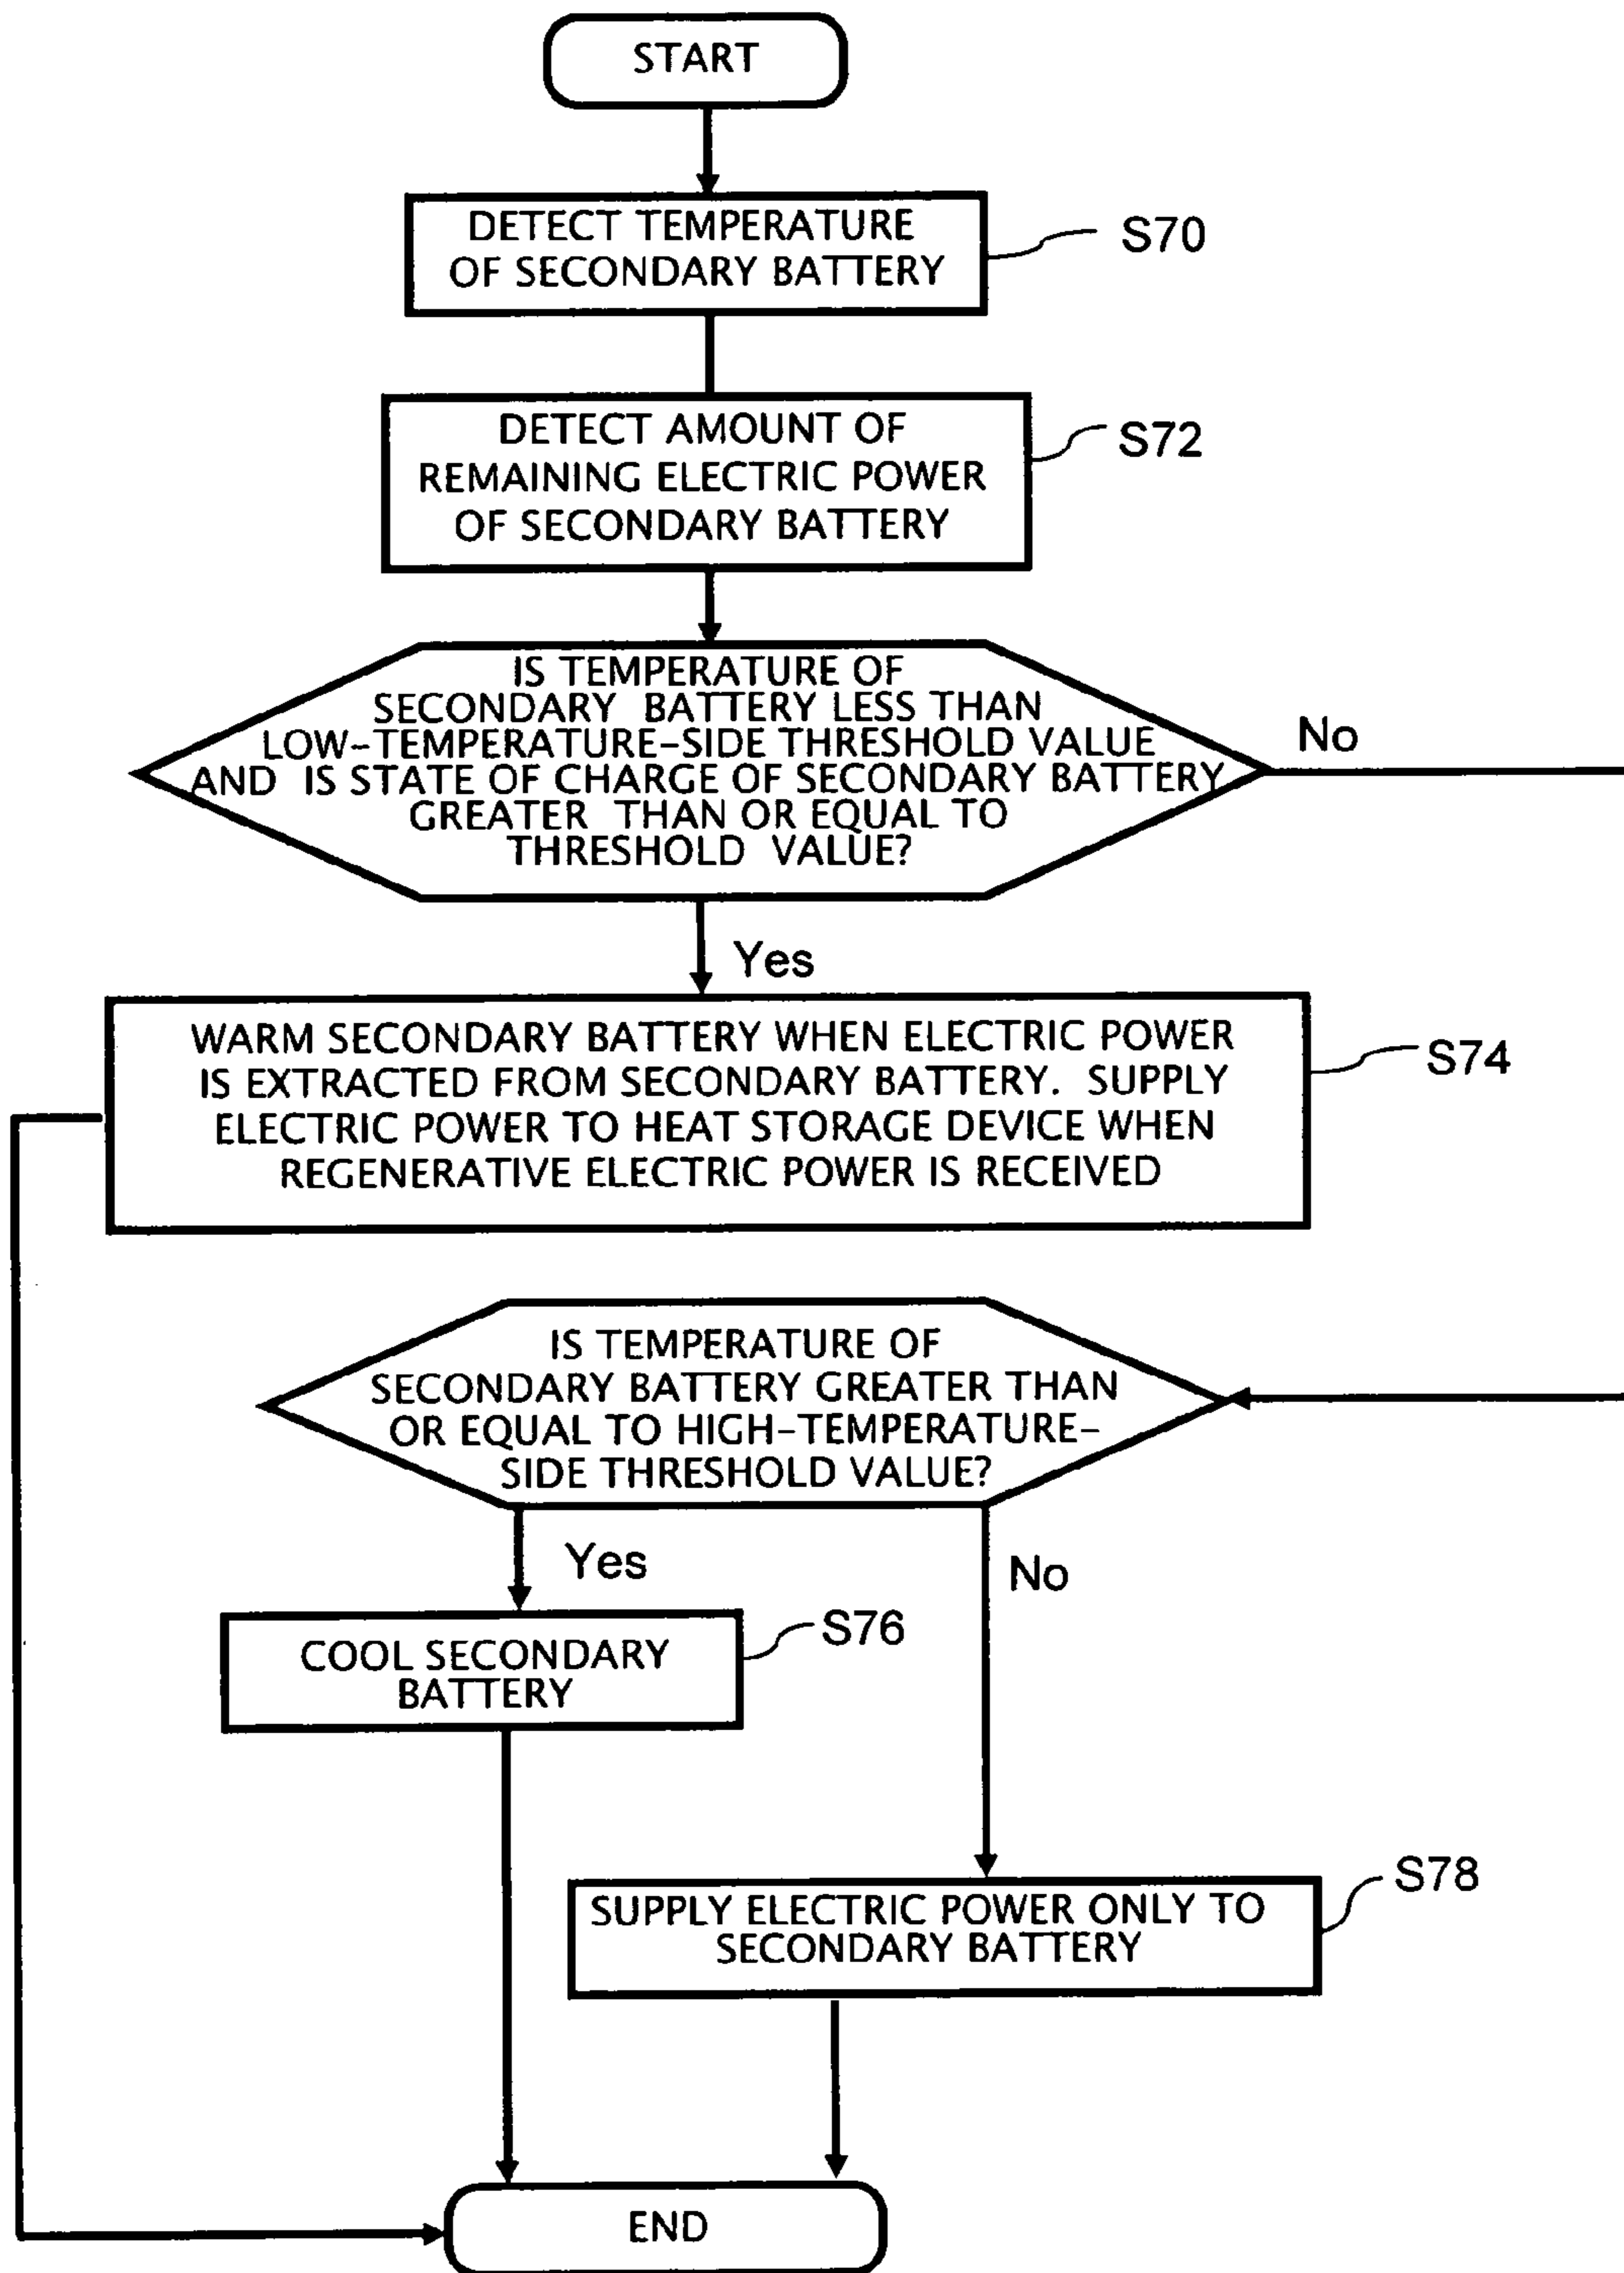 START
DETECT TEMPERATURE
OF SECONDARY BATTERY
S70
DETECT AMOUNT OF
REMAINING ELECTRIC POWER
OF SECONDARY BATTERY
S72
IS TEMPERATURE OF
SECONDARY BATTERY LESS THAN
LOW-TEMPERATURE-SIDE THRESHOLD VALUE
AND IS STATE OF CHARGE OF SECONDARY BATTERY
GREATER THAN OR EQUAL TO
THRESHOLD VALUE?
No
Yes
WARM SECONDARY BATTERY WHEN ELECTRIC POWER
IS EXTRACTED FROM SECONDARY BATTERY. SUPPLY
ELECTRIC POWER TO HEAT STORAGE DEVICE WHEN
REGENERATIVE ELECTRIC POWER IS RECEIVED
S74
IS TEMPERATURE OF
SECONDARY BATTERY GREATER THAN
OR EQUAL TO HIGH-TEMPERATURE-
SIDE THRESHOLD VALUE?
Yes
No
COOL SECONDARY
BATTERY
S76
SUPPLY ELECTRIC POWER ONLY TO
SECONDARY BATTERY
S78
END